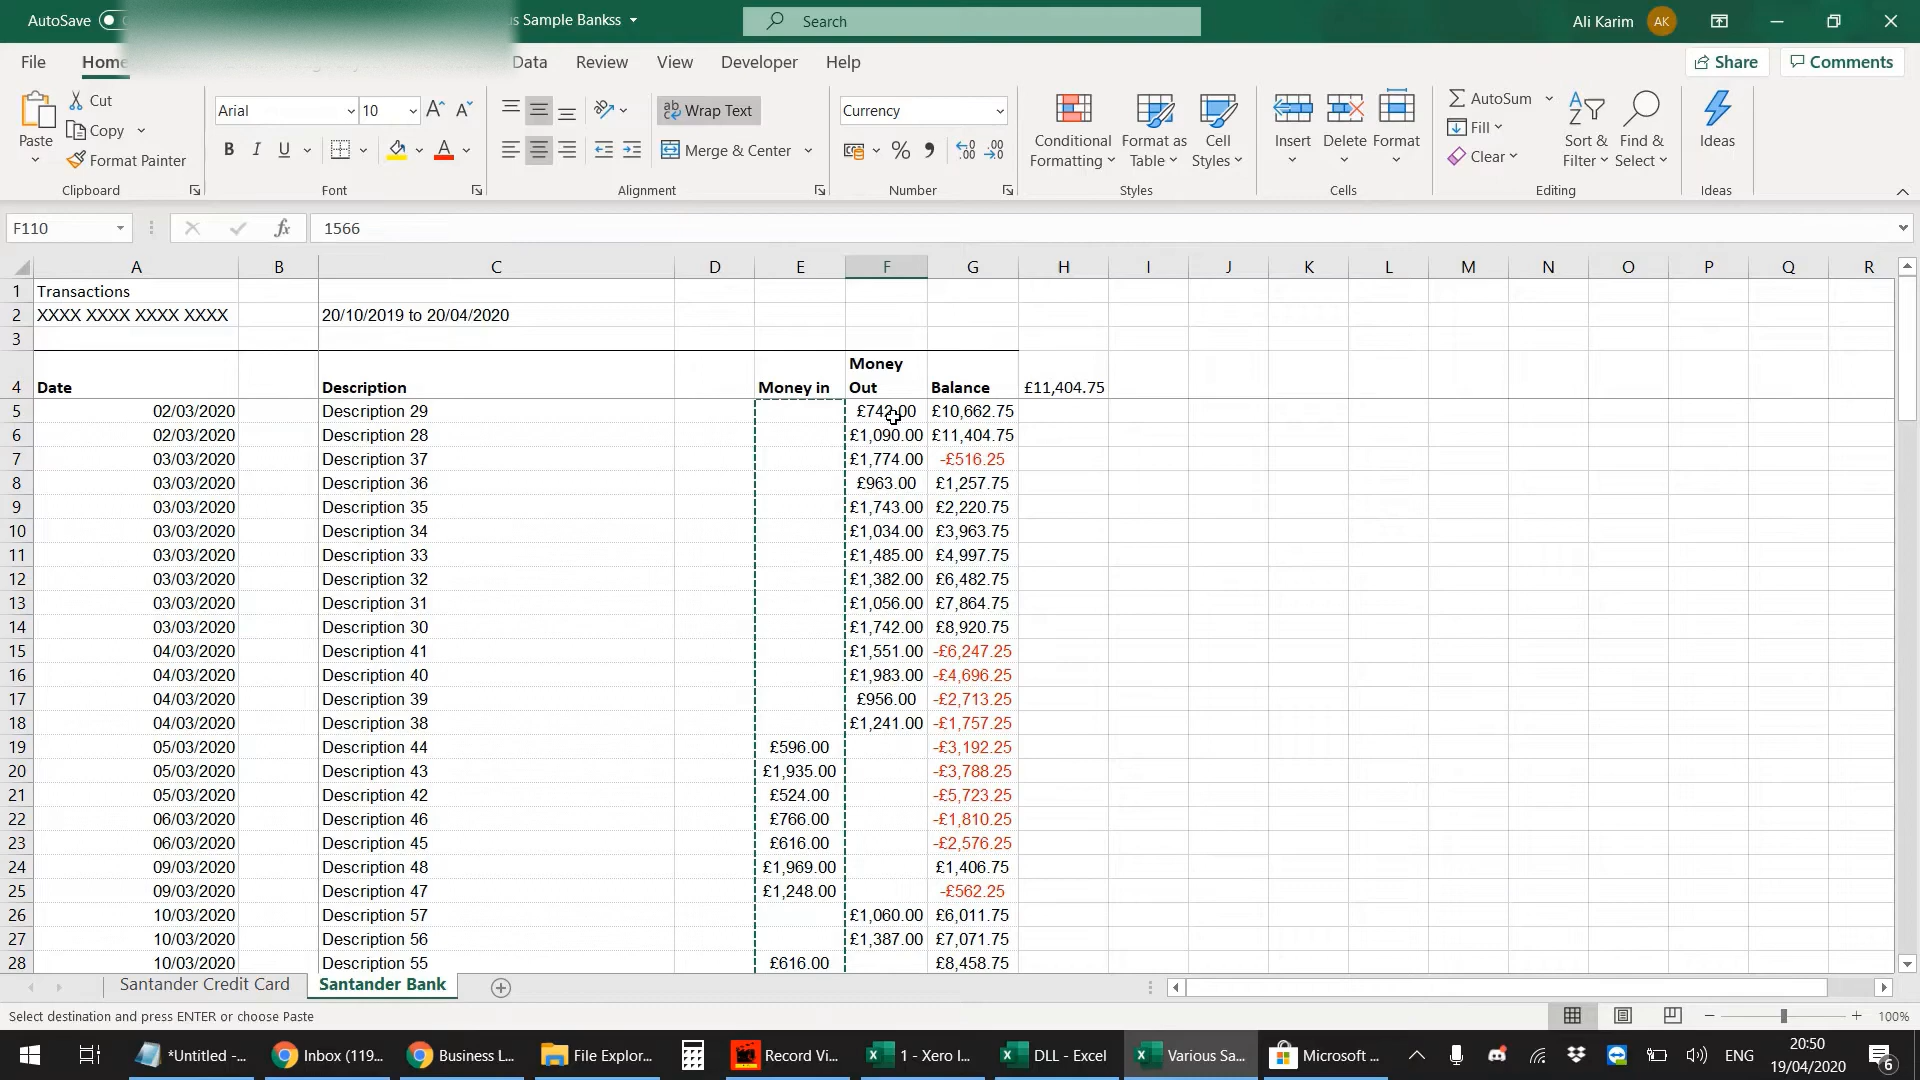 AutoSave us Sample Bankss Search Ali Karim AK
File Home Data Review View Developer Help Share Comments
Cut
Copy
Paste
Format Painter
Clipboard
Arial 10
B I U
Font
ab Wrap Text
Merge & Center
Alignment
Currency
% 9
Number
Conditional Formatting
Format as Table
Cell Styles
Styles
Insert Delete Format
Cells
AutoSum
Fill
Clear
Sort & Filter
Find & Select
Editing
Ideas
Ideas
F110 fx 1566
A B C D E F G H I J K L M N O P Q R
1 Transactions
2 XXXX XXXX XXXX XXXX 20/10/2019 to 20/04/2020
3
4 Date Description Money in Money Out Balance £11,404.75
5 02/03/2020 Description 29 £742.00 £10,662.75
6 02/03/2020 Description 28 £1,090.00 £11,404.75
7 03/03/2020 Description 37 £1,774.00 -£516.25
8 03/03/2020 Description 36 £963.00 £1,257.75
9 03/03/2020 Description 35 £1,743.00 £2,220.75
10 03/03/2020 Description 34 £1,034.00 £3,963.75
11 03/03/2020 Description 33 £1,485.00 £4,997.75
12 03/03/2020 Description 32 £1,382.00 £6,482.75
13 03/03/2020 Description 31 £1,056.00 £7,864.75
14 03/03/2020 Description 30 £1,742.00 £8,920.75
15 04/03/2020 Description 41 £1,551.00 -£6,247.25
16 04/03/2020 Description 40 £1,983.00 -£4,696.25
17 04/03/2020 Description 39 £956.00 -£2,713.25
18 04/03/2020 Description 38 £1,241.00 -£1,757.25
19 05/03/2020 Description 44 £596.00 -£3,192.25
20 05/03/2020 Description 43 £1,935.00 -£3,788.25
21 05/03/2020 Description 42 £524.00 -£5,723.25
22 06/03/2020 Description 46 £766.00 -£1,810.25
23 06/03/2020 Description 45 £616.00 -£2,576.25
24 09/03/2020 Description 48 £1,969.00 £1,406.75
25 09/03/2020 Description 47 £1,248.00 -£562.25
26 10/03/2020 Description 57 £1,060.00 £6,011.75
27 10/03/2020 Description 56 £1,387.00 £7,071.75
28 10/03/2020 Description 55 £616.00 £8,458.75
Santander Credit Card Santander Bank
Select destination and press ENTER or choose Paste 100%
*Untitled -... Inbox (119... Business L... File Explor... Record Vi... 1 - Xero I... DLL - Excel Various Sa... Microsoft ... ENG 20:50
19/04/2020 6